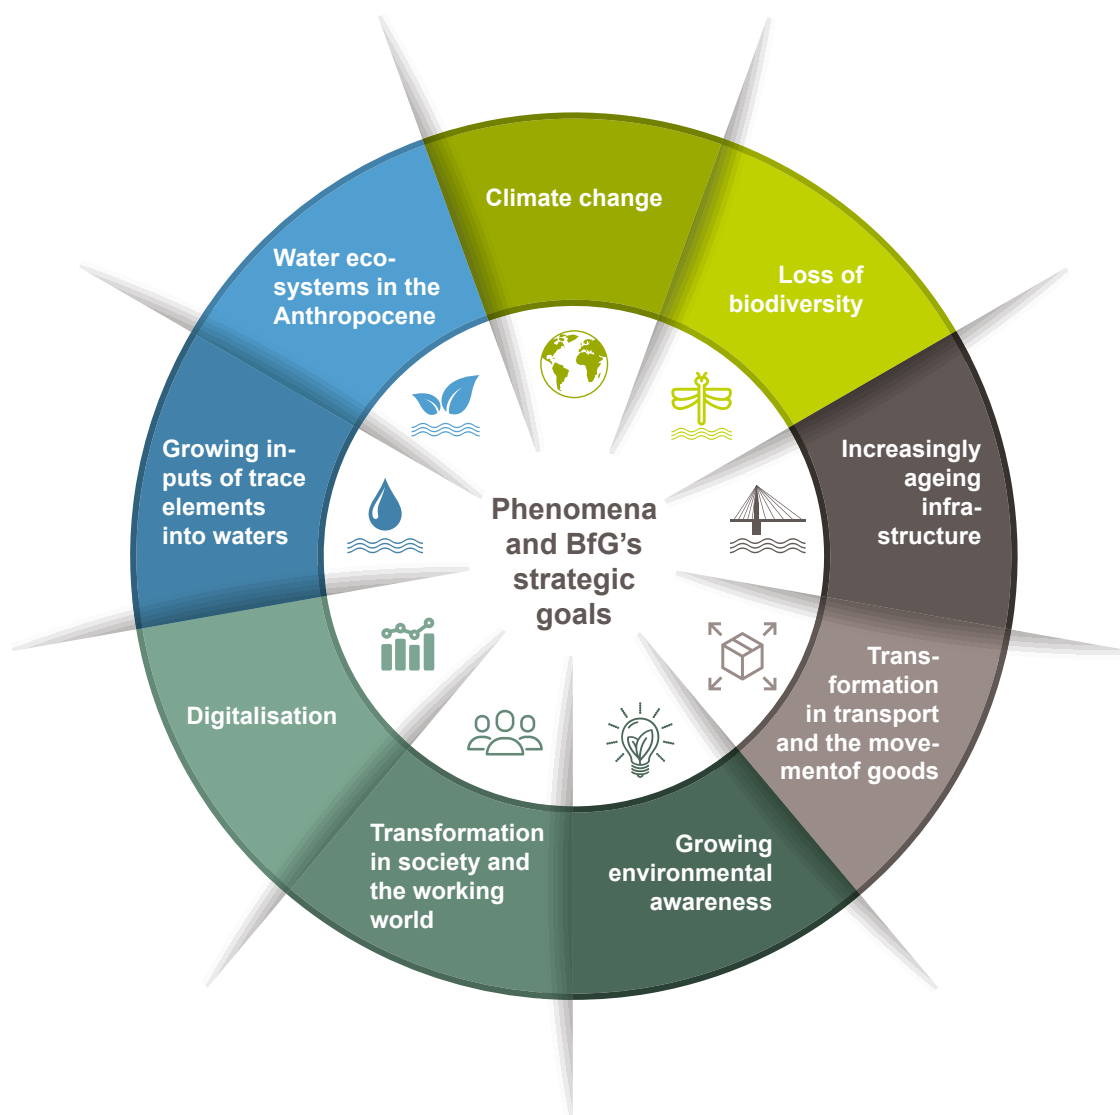 Climate change
Loss of
biodiversity
Increasingly
ageing
infra-
structure
Trans-
formation
in transport
and the move-
mentof goods
Growing
environmental
awareness
Transformation
in society and
the working
world
Digitalisation
Growing in-
puts of trace
elements
into waters
Water eco-
systems in the
Anthropocene
Phenomena
and BfG’s
strategic
goals